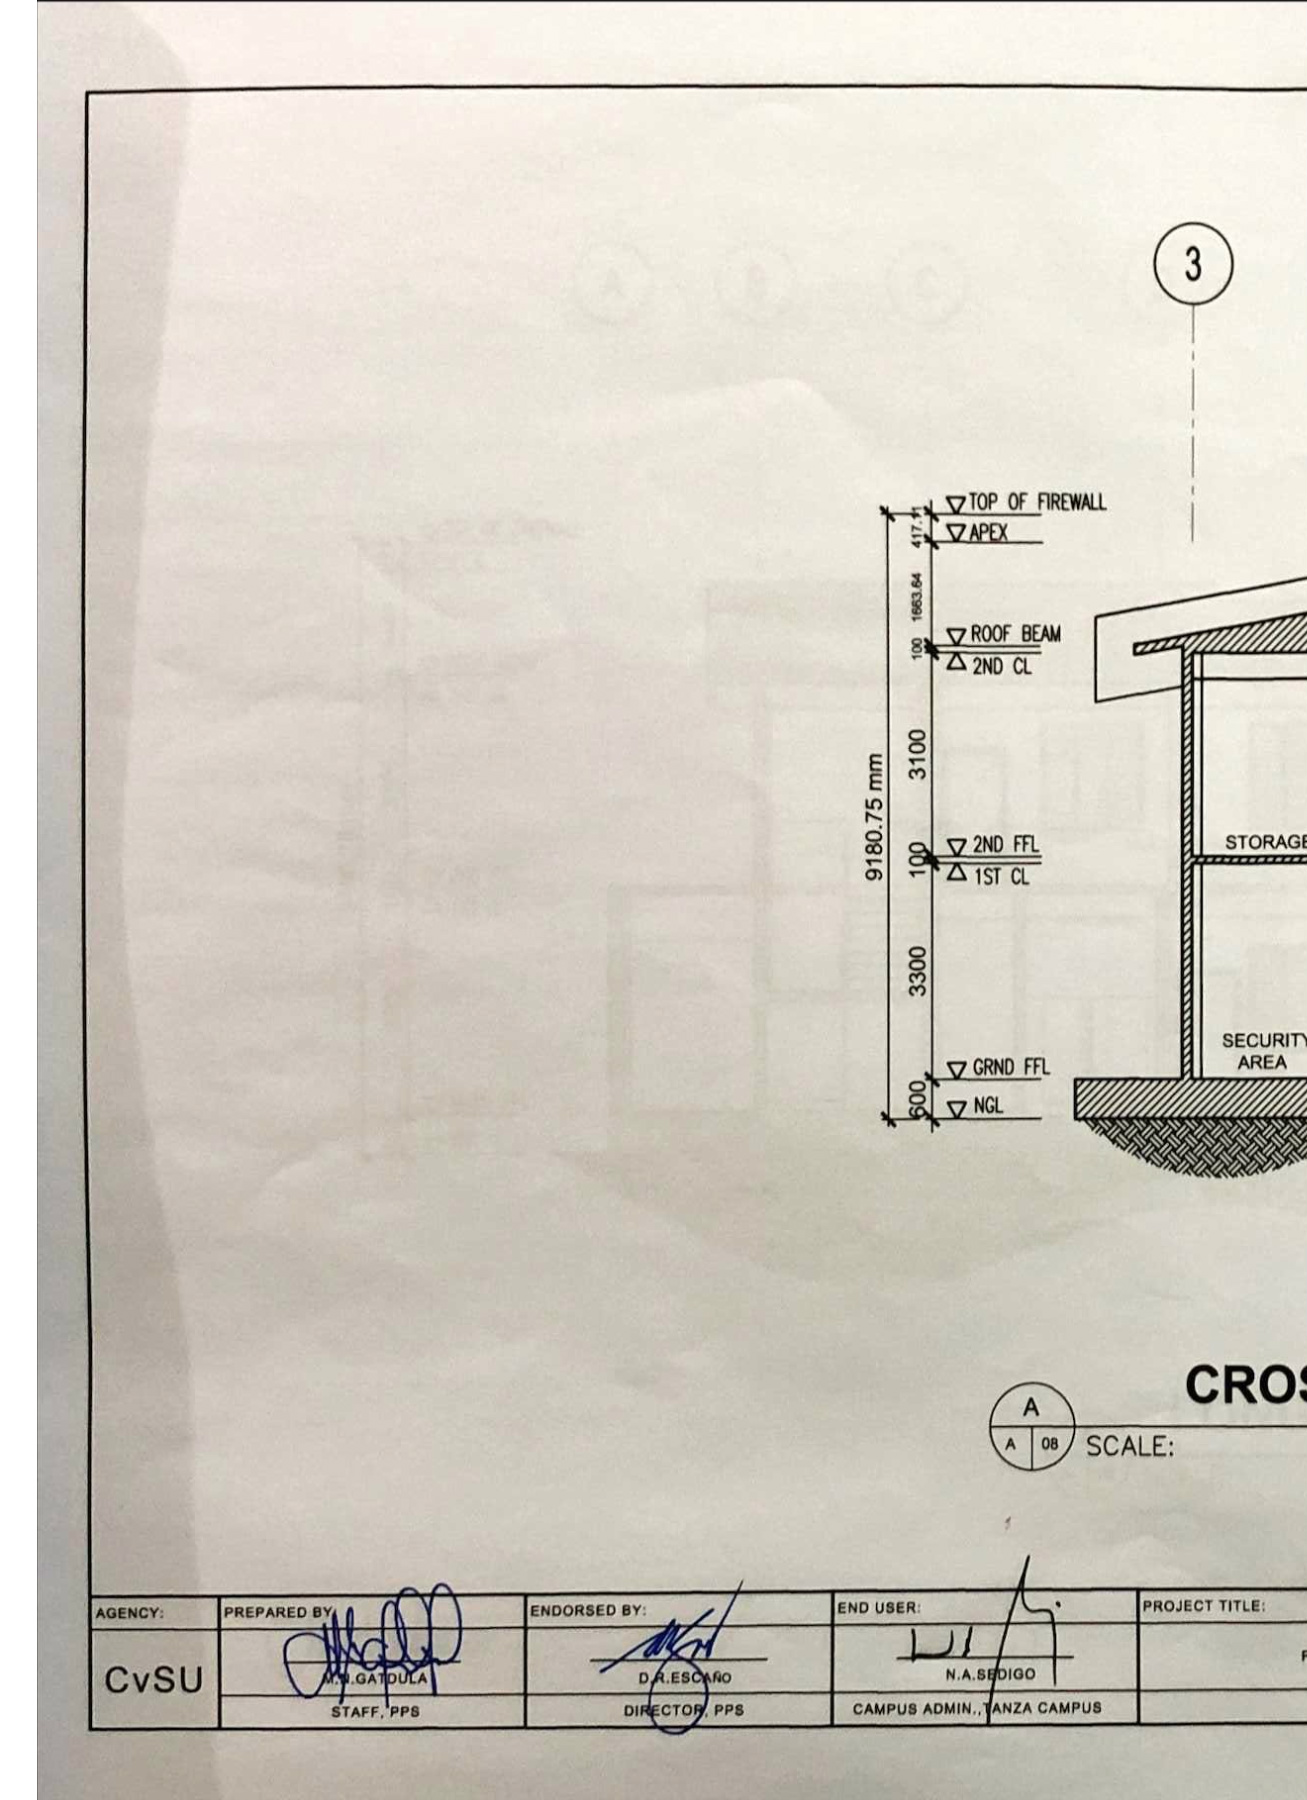 3
TOP OF FIREWALL
417.11
APEX
1663.64
ROOF BEAM
100
2ND CL
3100
9180.75 mm
2ND FFL
100
1ST CL
STORAGE
3300
SECURITY
AREA
GRND FFL
600
NGL
CROS
A
A 08
SCALE:
AGENCY:
PREPARED BY:
ENDORSED BY:
END USER:
PROJECT TITLE:
CvSU
M.N.GATDULA
D.R.ESCAÑO
N.A.SEDIGO
STAFF, PPS
DIRECTOR, PPS
CAMPUS ADMIN., TANZA CAMPUS